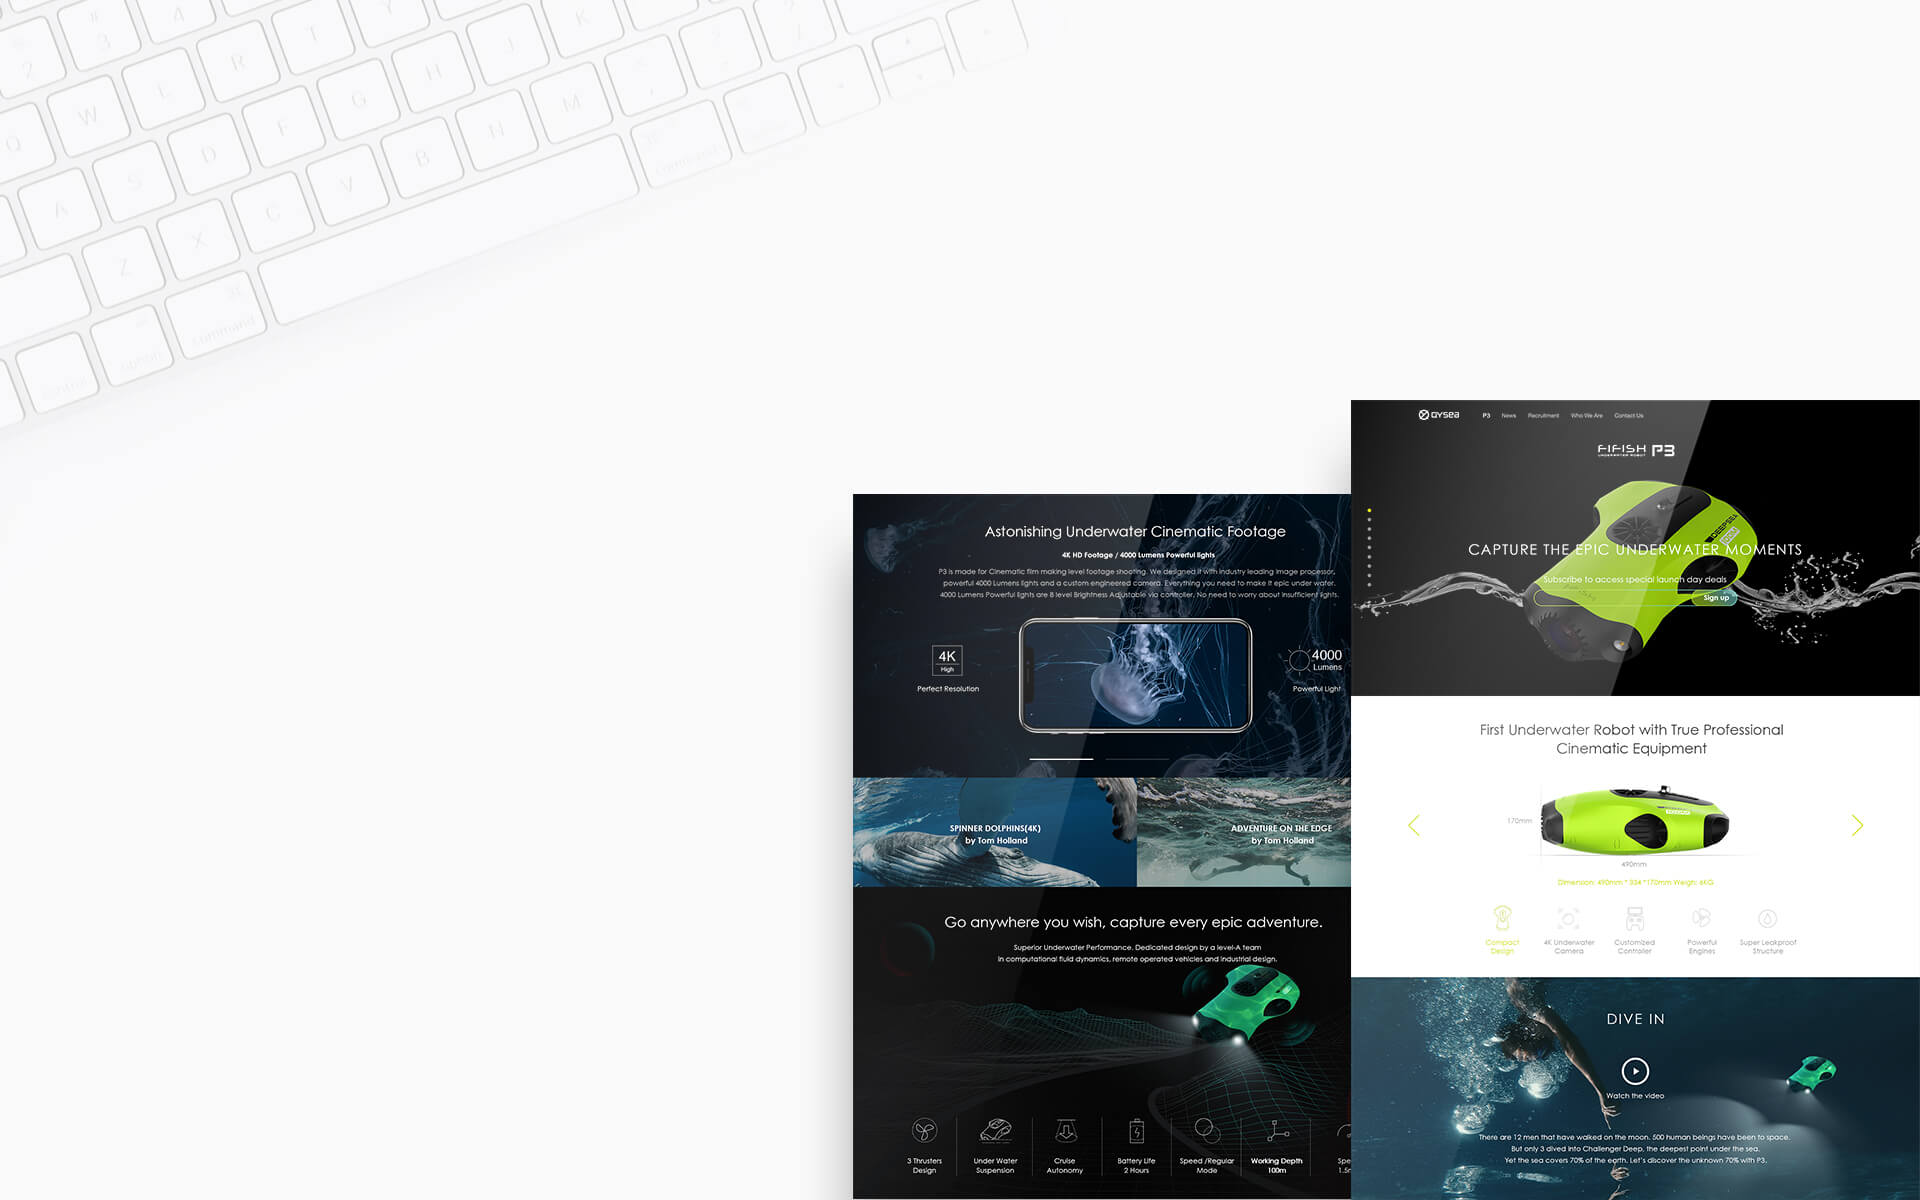 2
3
4
Q
W
E
R
T
Y
A
S
D
F
G
H
J
K
Z
X
C
V
B
N
M
control
option
command
command
Astonishing Underwater Cinematic Footage
4K HD Footage / 4000 Lumens Powerful lights
P3 is made for Cinematic film making level footage shooting. We designed it with industry leading image processor,
powerful 4000 Lumens lights and a custom engineered camera. Everything you need to make it epic under water.
4000 Lumens Powerful lights are 8 level Brightness Adjustable via controller. No need to worry about insufficient lights.
4K
High
Perfect Resolution
4000
Lumens
Powerful Light
SPINNER DOLPHINS(4K)
by Tom Holland
ADVENTURE ON THE EDGE
by Tom Holland
Go anywhere you wish, capture every epic adventure.
Superior Underwater Performance. Dedicated design by a level-A team
in computational fluid dynamics, remote operated vehicles and industrial design.
3 Thrusters
Design
Under Water
Suspension
Cruise
Autonomy
Battery Life
2 Hours
Speed /Regular
Mode
Working Depth
100m
Spe
1.5m
QYSEA P3 News Recruitment Who We Are Contact Us
FIFISH P3
UNDERWATER ROBOT
CAPTURE THE EPIC UNDERWATER MOMENTS
Subscribe to access special launch day deals
Sign up
First Underwater Robot with True Professional
Cinematic Equipment
170mm
490mm
Dimension: 490mm * 334 *170mm Weigh: 6KG
Compact
Design
4K Underwater
Camera
Customized
Controller
Powerful
Engines
Super Leakproof
Structure
DIVE IN
Watch the video
There are 12 men that have walked on the moon. 500 human beings have been to space.
But only 3 dived into Challenger Deep, the deepest point under the sea.
Yet the sea covers 70% of the earth. Let's discover the unknown 70% with P3.